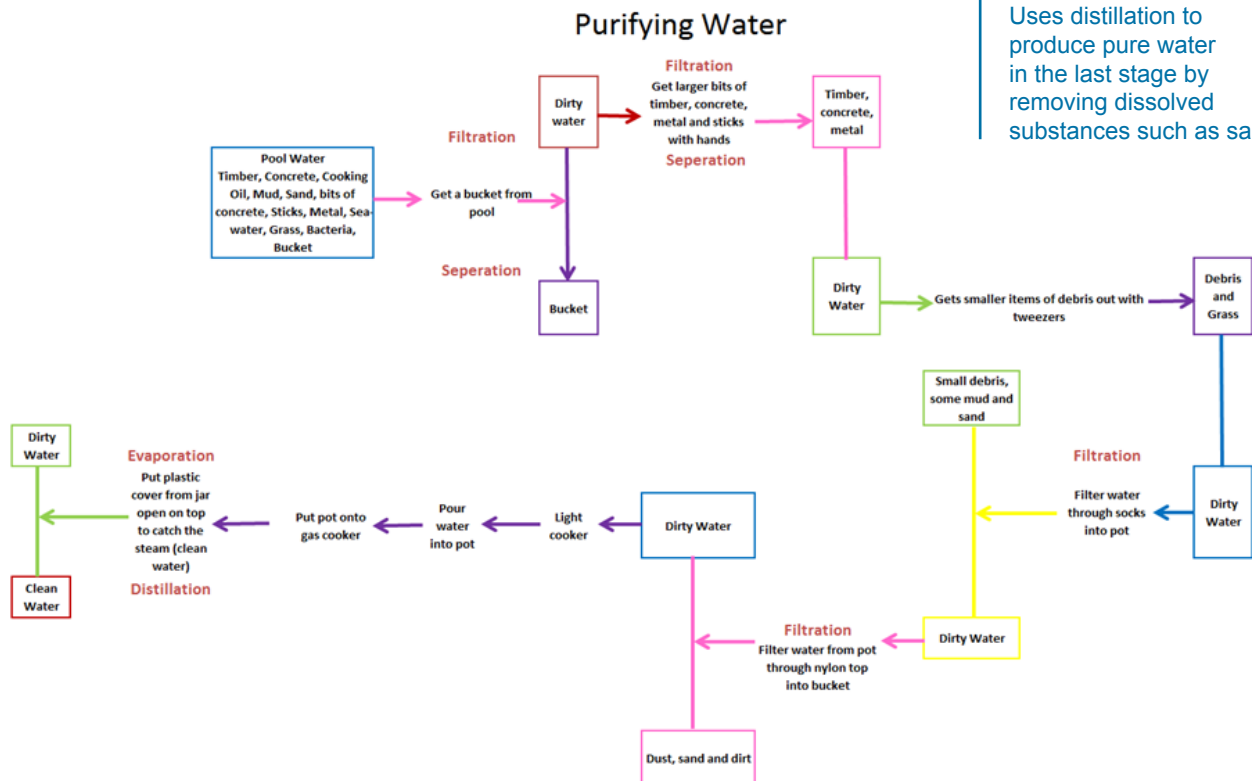 Purifying Water
Uses distillation to
produce pure water
in the last stage by
removing dissolved
substances such as sa
Pool Water
Timber, Concrete, Cooking
Oil, Mud, Sand, bits of
concrete, Sticks, Metal, Sea-
water, Grass, Bacteria,
Bucket
Filtration
Get a bucket from
pool
Seperation
Dirty
water
Bucket
Filtration
Get larger bits of
timber, concrete,
metal and sticks
with hands
Seperation
Timber,
concrete,
metal
Dirty
Water
Gets smaller items of debris out with
tweezers
Debris
and
Grass
Dirty
Water
Filtration
Filter water
through socks
into pot
Small debris,
some mud and
sand
Dirty Water
Filtration
Filter water from pot
through nylon top
into bucket
Dirty Water
Dust, sand and dirt
Light
cooker
Pour
water
into pot
Put pot onto
gas cooker
Evaporation
Put plastic
cover from jar
open on top
to catch the
steam (clean
water)
Distillation
Dirty
Water
Clean
Water